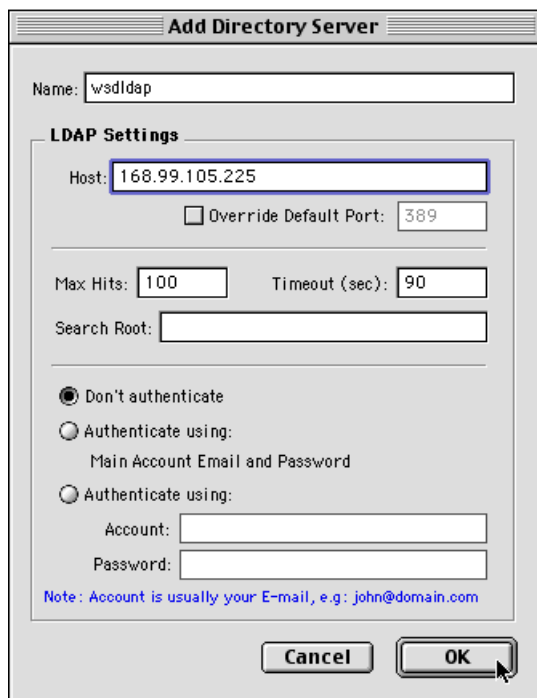 Add Directory Server
Name: wsdldap
LDAP Settings
Host: 168.99.105.225
Override Default Port: 389
Max Hits: 100 Timeout (sec): 90
Search Root:
Don't authenticate
Authenticate using:
Main Account Email and Password
Authenticate using:
Account:
Password:
Note: Account is usually your E-mail, e.g: john@domain.com
Cancel OK